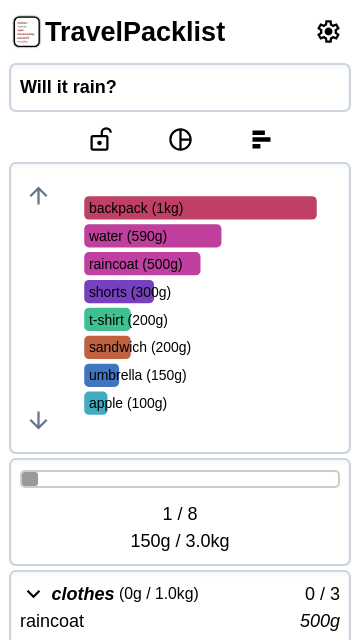 TravelPacklist
Will it rain?
backpack (1kg)
water (590g)
raincoat (500g)
shorts (300g)
t-shirt (200g)
sandwich (200g)
umbrella (150g)
apple (100g)
1 / 8
150g / 3.0kg
clothes (0g / 1.0kg) 0 / 3
raincoat 500g